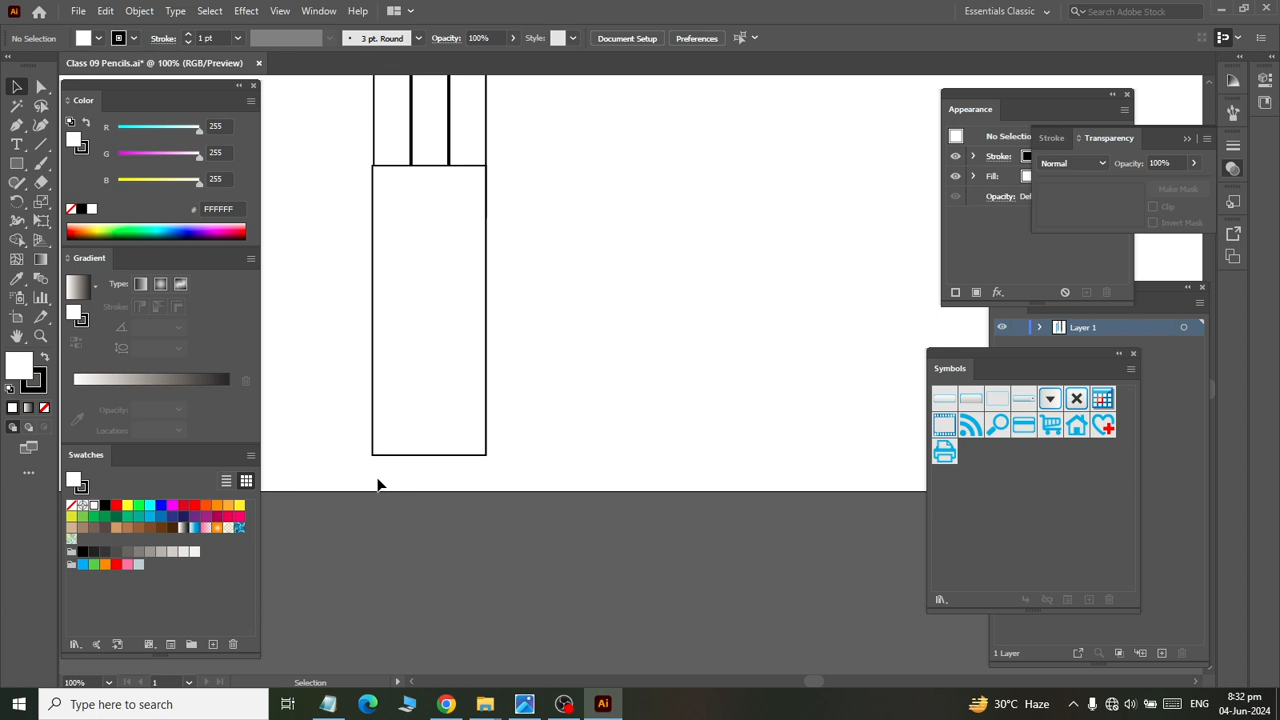 Ai File Edit Object Type Select Effect View Window Help Essentials Classic Search Adobe Stock
No Selection Stroke: 1 pt 3 pt. Round Opacity: 100% Style: Document Setup Preferences
Class 09 Pencils.ai* @ 100% (RGB/Preview)
Color
R 255
G 255
B 255
# FFFFFF
Gradient
Type:
Stroke:
Opacity:
Locations:
Swatches
Appearance
No Selection
Stroke:
Fill:
Opacity: Def
Stroke Transparency
Normal Opacity: 100%
Make Mask
Clip
Invert Mask
Layer 1
Symbols
1 Layer
100% 1 Selection
Type here to search Ai 30°C Haze 8:32 pm
04-Jun-2024